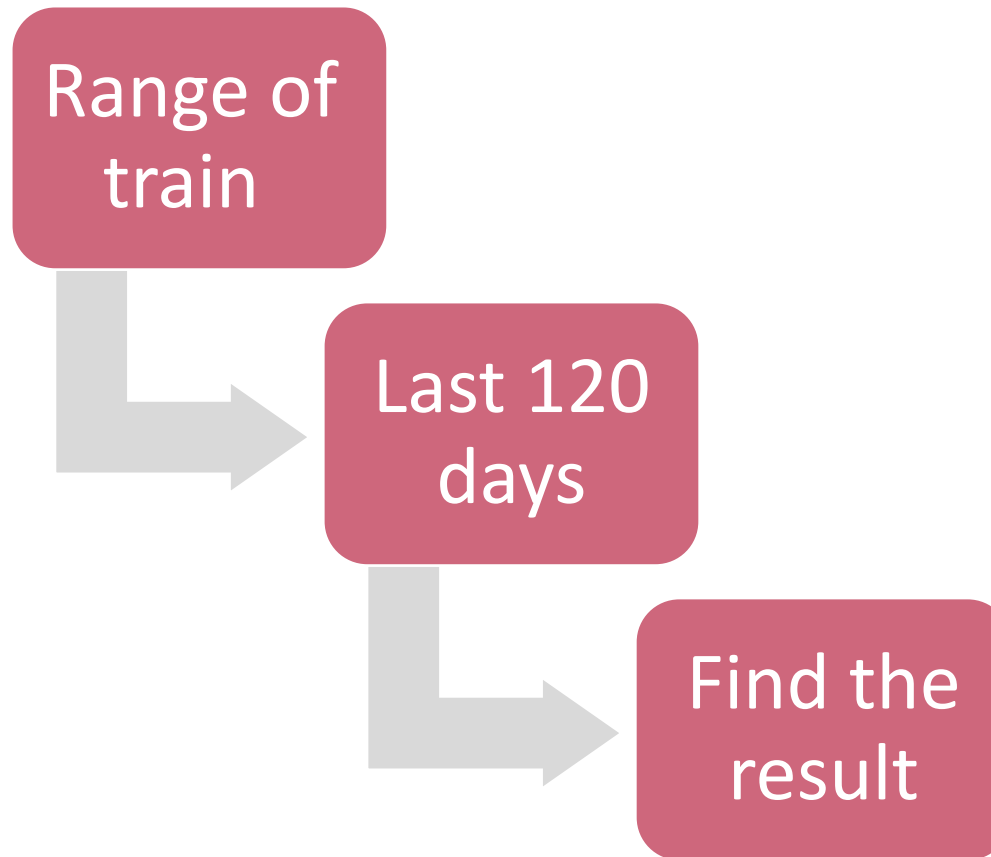 Range of
train
Last 120
days
Find the
result